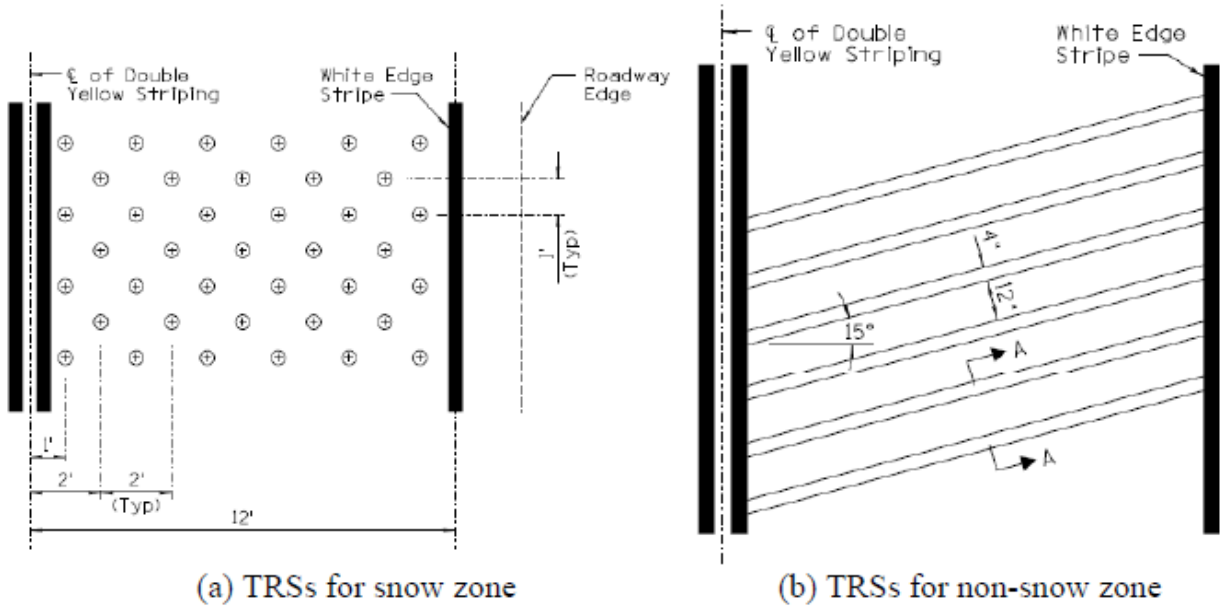 ℄ of Double
Yellow Striping
White Edge
Stripe
Roadway
Edge
1'
(Typ)
1'
2'
2'
(Typ)
12'
(a) TRSs for snow zone
℄ of Double
Yellow Striping
White Edge
Stripe
4"
12"
15°
A
A
(b) TRSs for non-snow zone